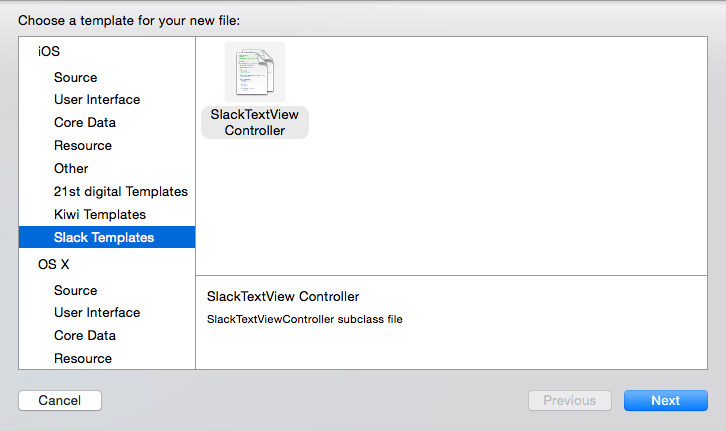 Choose a template for your new file:
iOS
Source
User Interface
Core Data
Resource
Other
21st digital Templates
Kiwi Templates
Slack Templates
OS X
Source
User Interface
Core Data
Resource
SlackTextView
Controller
SlackTextView Controller
SlackTextViewController subclass file
Cancel
Previous
Next